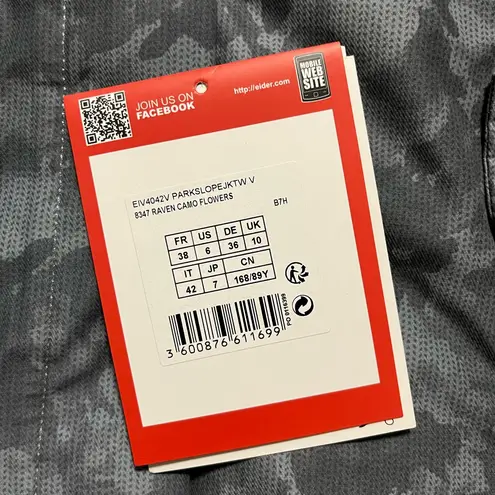 JOIN US ON
FACEBOOK
http://eider.com
MOBILE
WEB
SITE
EIV4042V PARKSLOPEJKTW V
8347 RAVEN CAMO FLOWERS B7H
FR US DE UK
38 6 36 10
IT JP CN
42 7 168/89Y
3 600876 611699